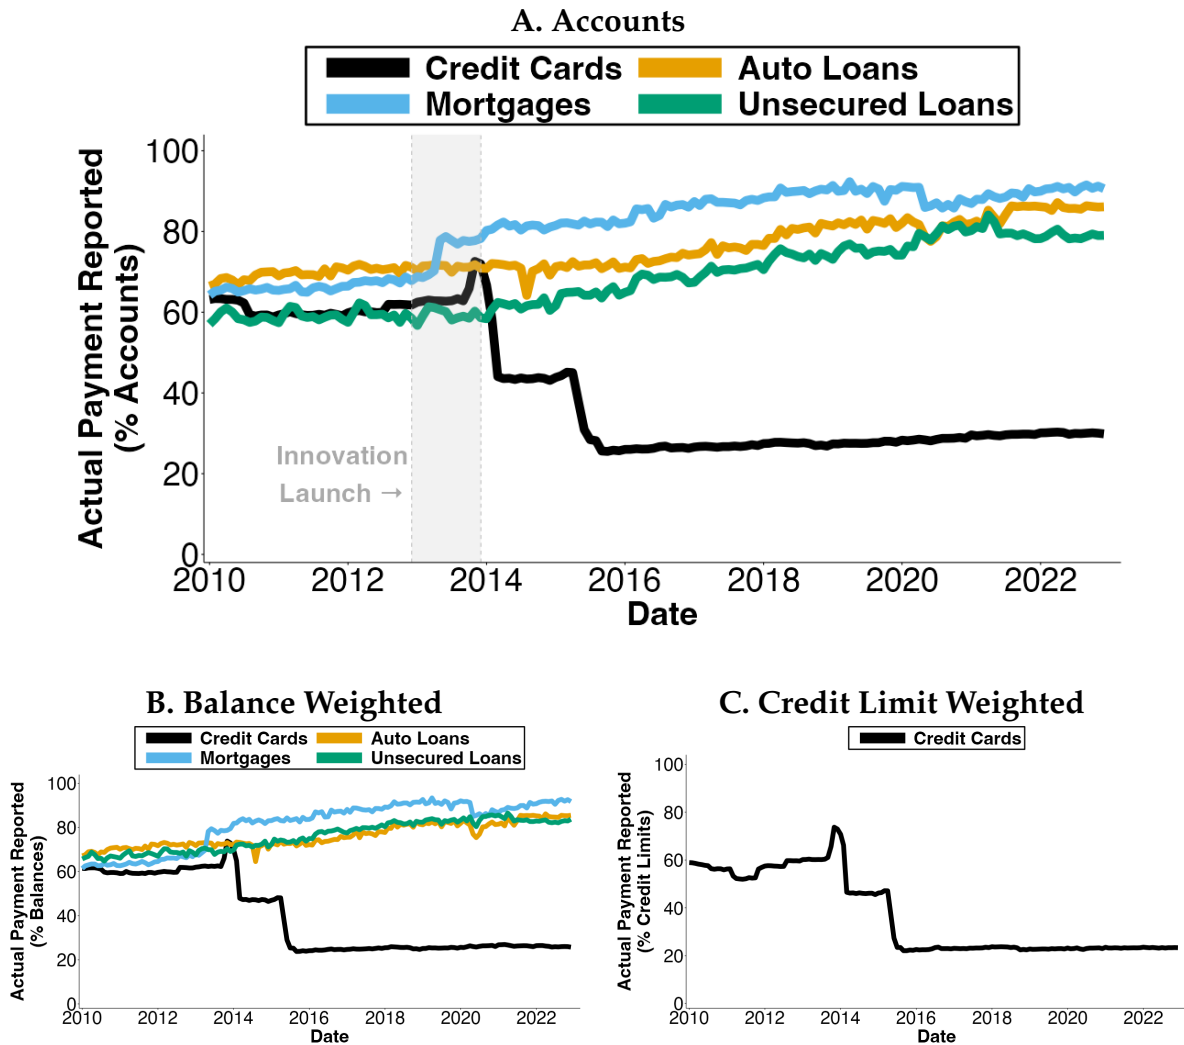 A. Accounts
Credit Cards Auto Loans
Mortgages Unsecured Loans
Actual Payment Reported
(% Accounts)
100
80
60
40
20
0
Innovation
Launch →
2010 2012 2014 2016 2018 2020 2022
Date
B. Balance Weighted
Credit Cards Auto Loans
Mortgages Unsecured Loans
Actual Payment Reported
(% Balances)
100
80
60
40
20
0
2010 2012 2014 2016 2018 2020 2022
Date
C. Credit Limit Weighted
Credit Cards
Actual Payment Reported
(% Credit Limits)
100
80
60
40
20
0
2010 2012 2014 2016 2018 2020 2022
Date